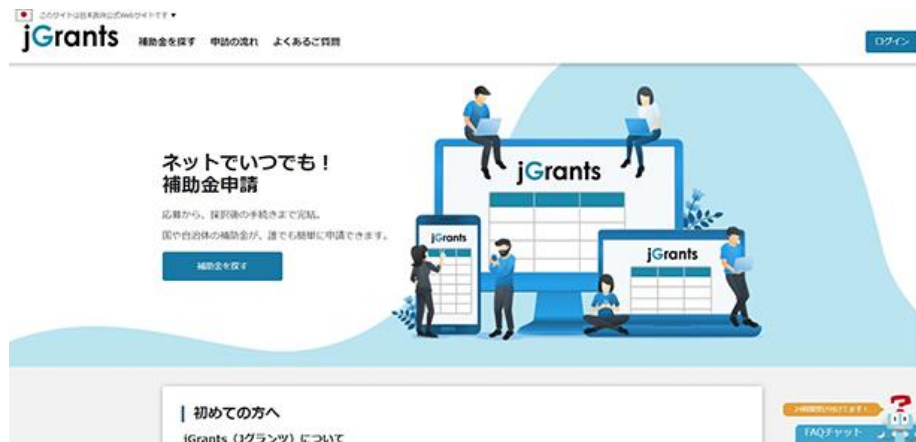 このサイトは日本政府公式Webサイトです▼
jGrants 補助金を探す 申請の流れ よくあるご質問
ログイン
ネットでいつでも!
補助金申請
応募から、採択後の手続きまで完結。
国や自治体の補助金が、誰でも簡単に申請できます。
補助金を探す
jGrants
jGrants
jGrants
初めての方へ
jGrants(Jグランツ)について
FAQチャット